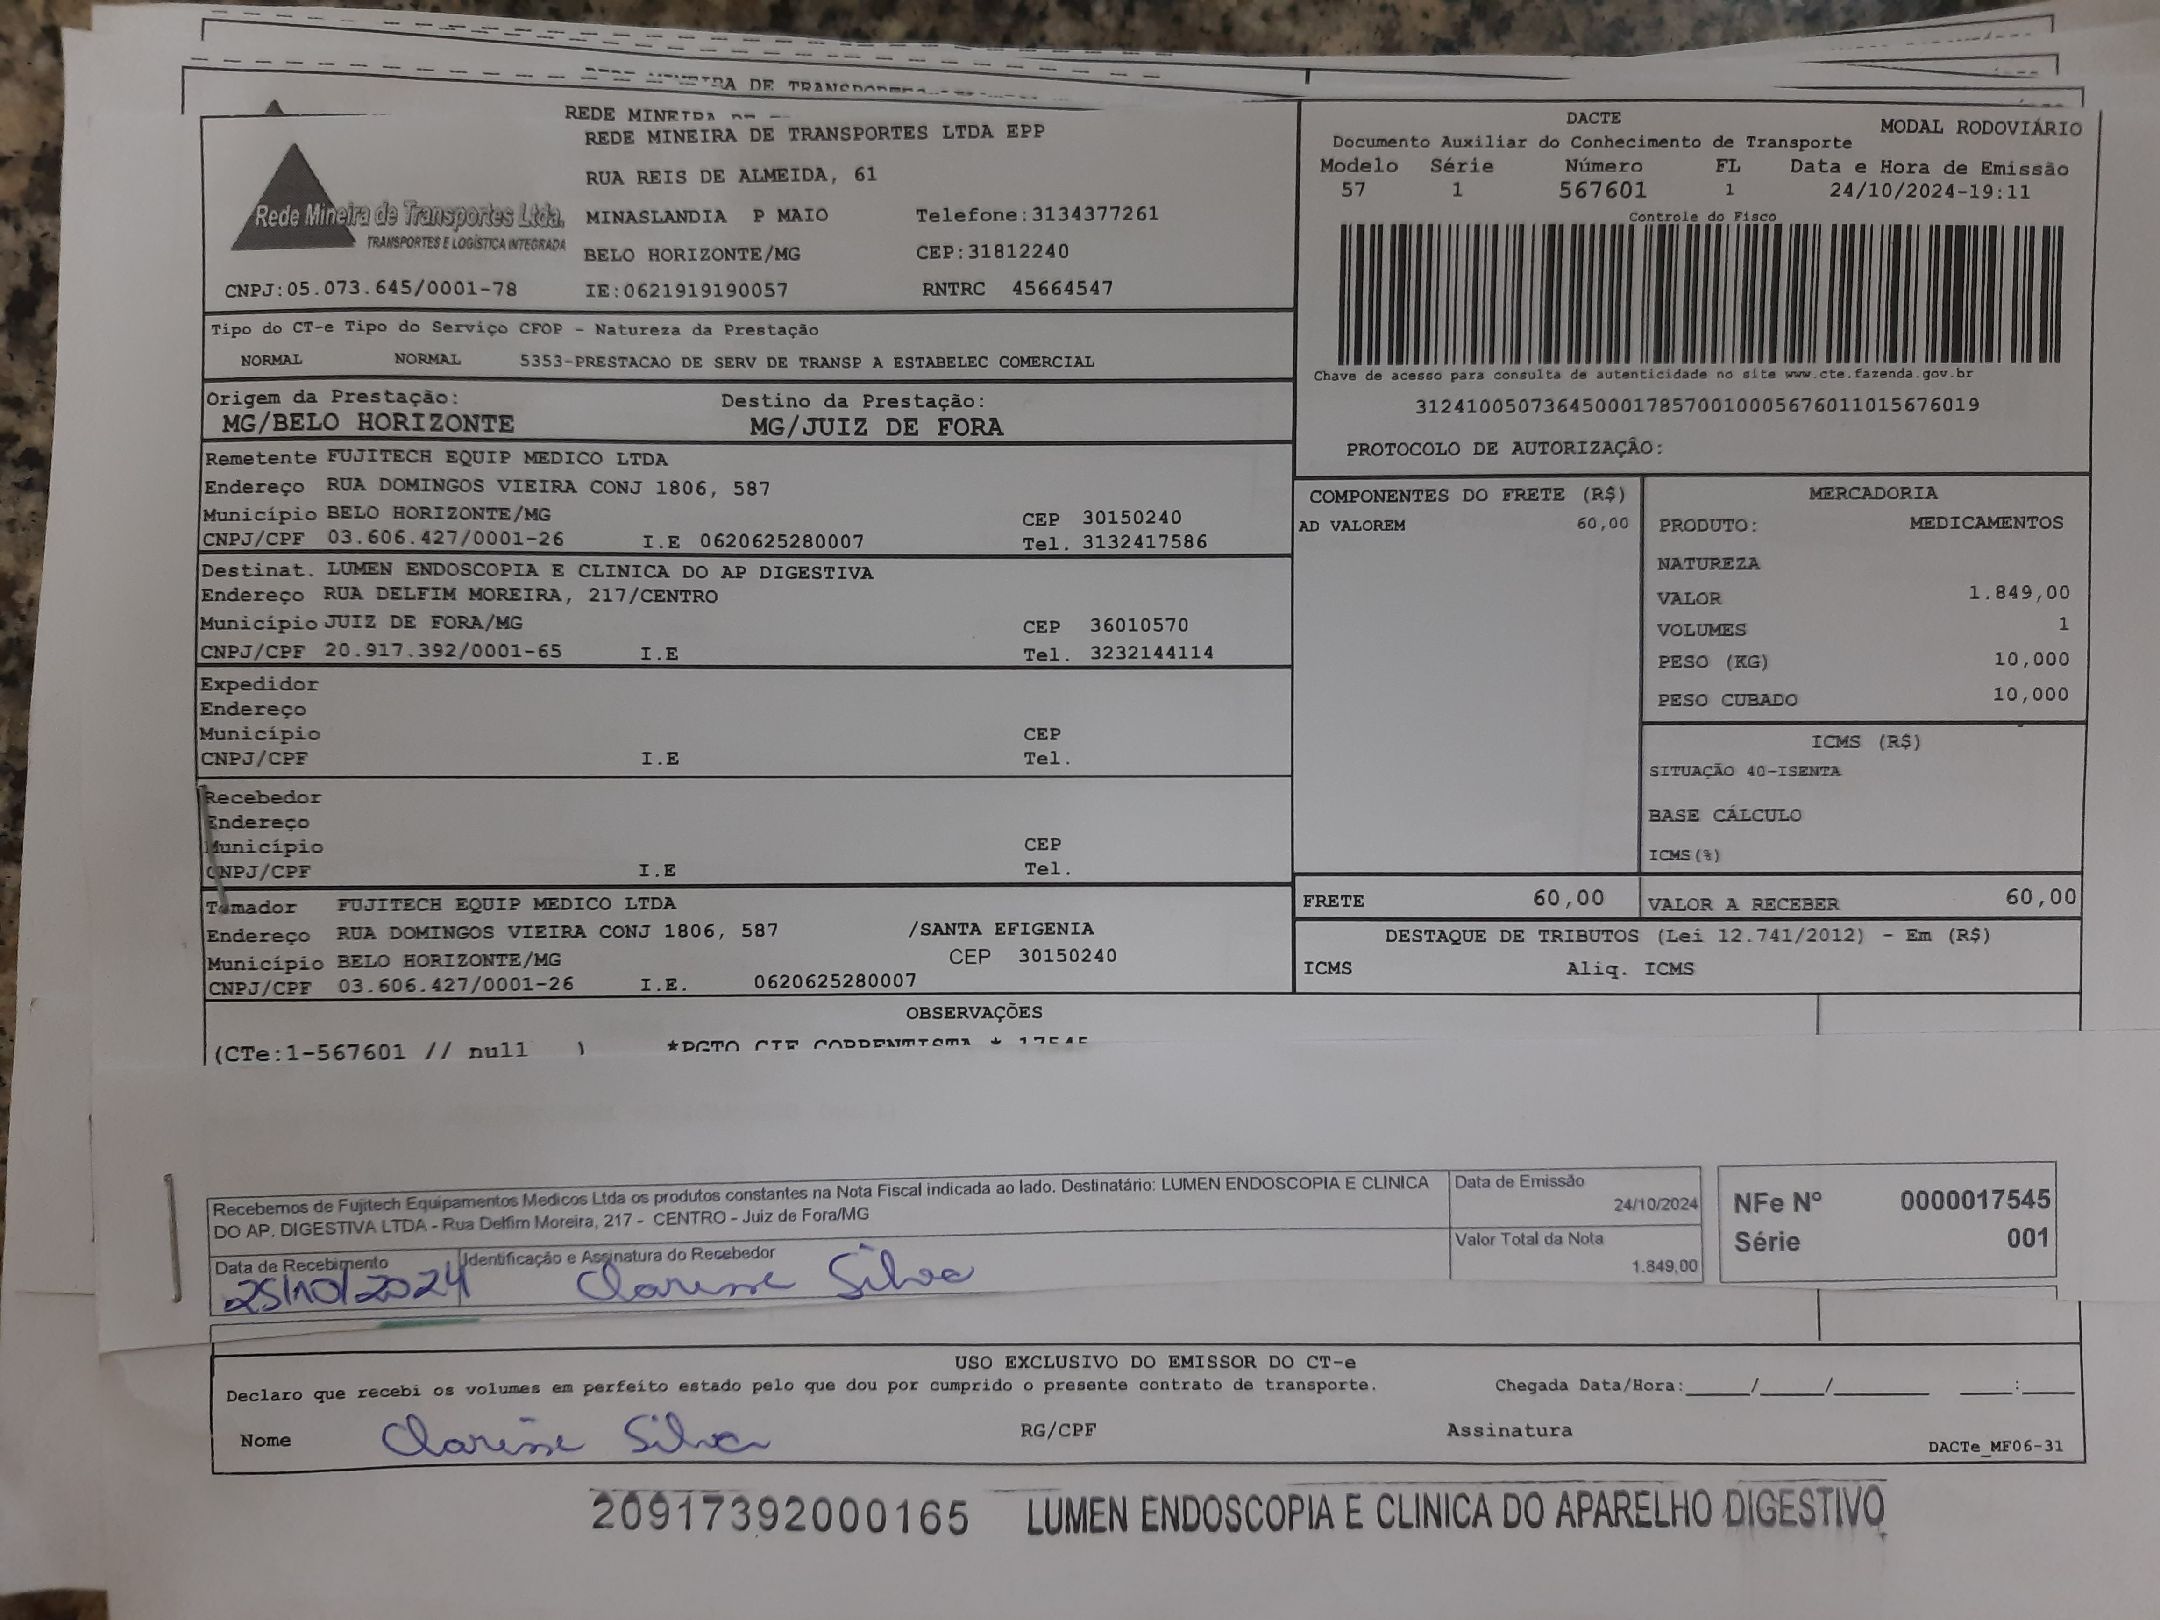 REDE MINEIRA DE TRANSPORTES LTDA EPP
RUA REIS DE ALMEIDA, 61
MINASLANDIA P MAIO Telefone:3134377261
BELO HORIZONTE/MG CEP:31812240
Rede Mineira de Transportes Ltda.
TRANSPORTES E LOGÍSTICA INTEGRADA
CNPJ:05.073.645/0001-78 IE:0621919190057 RNTRC 45664547
DACTE
Documento Auxiliar do Conhecimento de Transporte MODAL RODOVIÁRIO
Modelo Série Número FL Data e Hora de Emissão
57 1 567601 1 24/10/2024-19:11
Controle do Fisco
Chave de acesso para consulta de autenticidade no site www.cte.fazenda.gov.br
31241005073645000178570010005676011015676019
PROTOCOLO DE AUTORIZAÇÃO:
Tipo do CT-e Tipo do Serviço CFOP - Natureza da Prestação
NORMAL NORMAL 5353-PRESTACAO DE SERV DE TRANSP A ESTABELEC COMERCIAL
Origem da Prestação: Destino da Prestação:
MG/BELO HORIZONTE MG/JUIZ DE FORA
Remetente FUJITECH EQUIP MEDICO LTDA
Endereço RUA DOMINGOS VIEIRA CONJ 1806, 587
Município BELO HORIZONTE/MG CEP 30150240
CNPJ/CPF 03.606.427/0001-26 I.E 0620625280007 Tel. 3132417586
Destinat. LUMEN ENDOSCOPIA E CLINICA DO AP DIGESTIVA
Endereço RUA DELFIM MOREIRA, 217/CENTRO
Município JUIZ DE FORA/MG CEP 36010570
CNPJ/CPF 20.917.392/0001-65 I.E Tel. 3232144114
Expedidor
Endereço
Município CEP
CNPJ/CPF I.E Tel.
Recebedor
Endereço
Município CEP
CNPJ/CPF I.E Tel.
Tomador FUJITECH EQUIP MEDICO LTDA
Endereço RUA DOMINGOS VIEIRA CONJ 1806, 587 /SANTA EFIGENIA
Município BELO HORIZONTE/MG CEP 30150240
CNPJ/CPF 03.606.427/0001-26 I.E. 0620625280007
COMPONENTES DO FRETE (R$)
AD VALOREM 60,00
MERCADORIA
PRODUTO: MEDICAMENTOS
NATUREZA
VALOR 1.849,00
VOLUMES 1
PESO (KG) 10,000
PESO CUBADO 10,000
ICMS (R$)
SITUAÇÃO 40-ISENTA
BASE CÁLCULO
ICMS(%)
FRETE 60,00 VALOR A RECEBER 60,00
DESTAQUE DE TRIBUTOS (Lei 12.741/2012) - Em (R$)
ICMS Aliq. ICMS
OBSERVAÇÕES
(CTe:1-567601 // null ) *PGTO CIF CORRENTISTA * 17545
Recebemos de Fujitech Equipamentos Medicos Ltda os produtos constantes na Nota Fiscal indicada ao lado. Destinatário: LUMEN ENDOSCOPIA E CLINICA
DO AP. DIGESTIVA LTDA - Rua Delfim Moreira, 217 - CENTRO - Juiz de Fora/MG
Data de Emissão
24/10/2024
Valor Total da Nota
1.849,00
NFe Nº 0000017545
Série 001
Data de Recebimento Identificação e Assinatura do Recebedor
25/10/2024 Clarisse Silva
USO EXCLUSIVO DO EMISSOR DO CT-e
Declaro que recebi os volumes em perfeito estado pelo que dou por cumprido o presente contrato de transporte. Chegada Data/Hora:_____/_____/_______ ____:____
Nome Clarisse Silva RG/CPF Assinatura
DACTe_MF06-31
20917392000165 LUMEN ENDOSCOPIA E CLINICA DO APARELHO DIGESTIVO